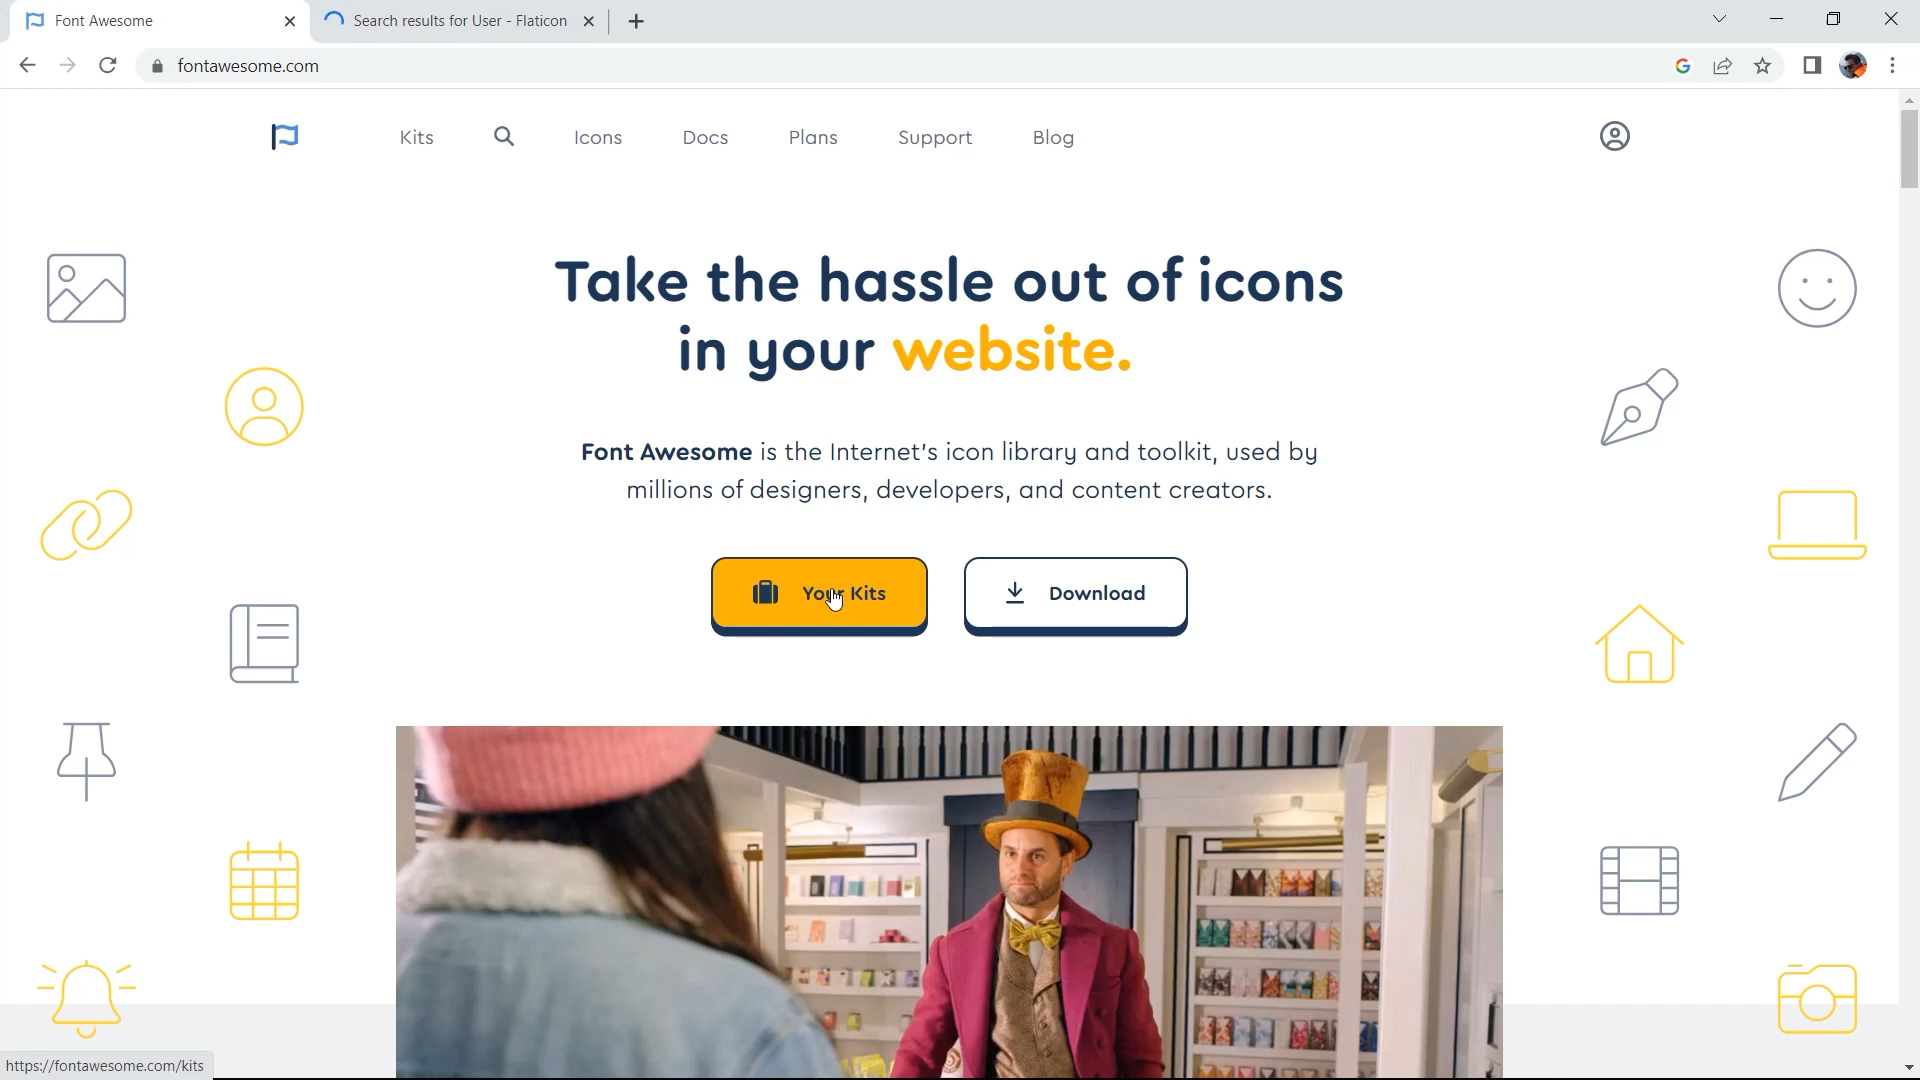 Font Awesome
Search results for User - Flaticon
fontawesome.com
Kits
Icons
Docs
Plans
Support
Blog
Take the hassle out of icons
in your website.
Font Awesome is the Internet's icon library and toolkit, used by
millions of designers, developers, and content creators.
Your Kits
Download
https://fontawesome.com/kits